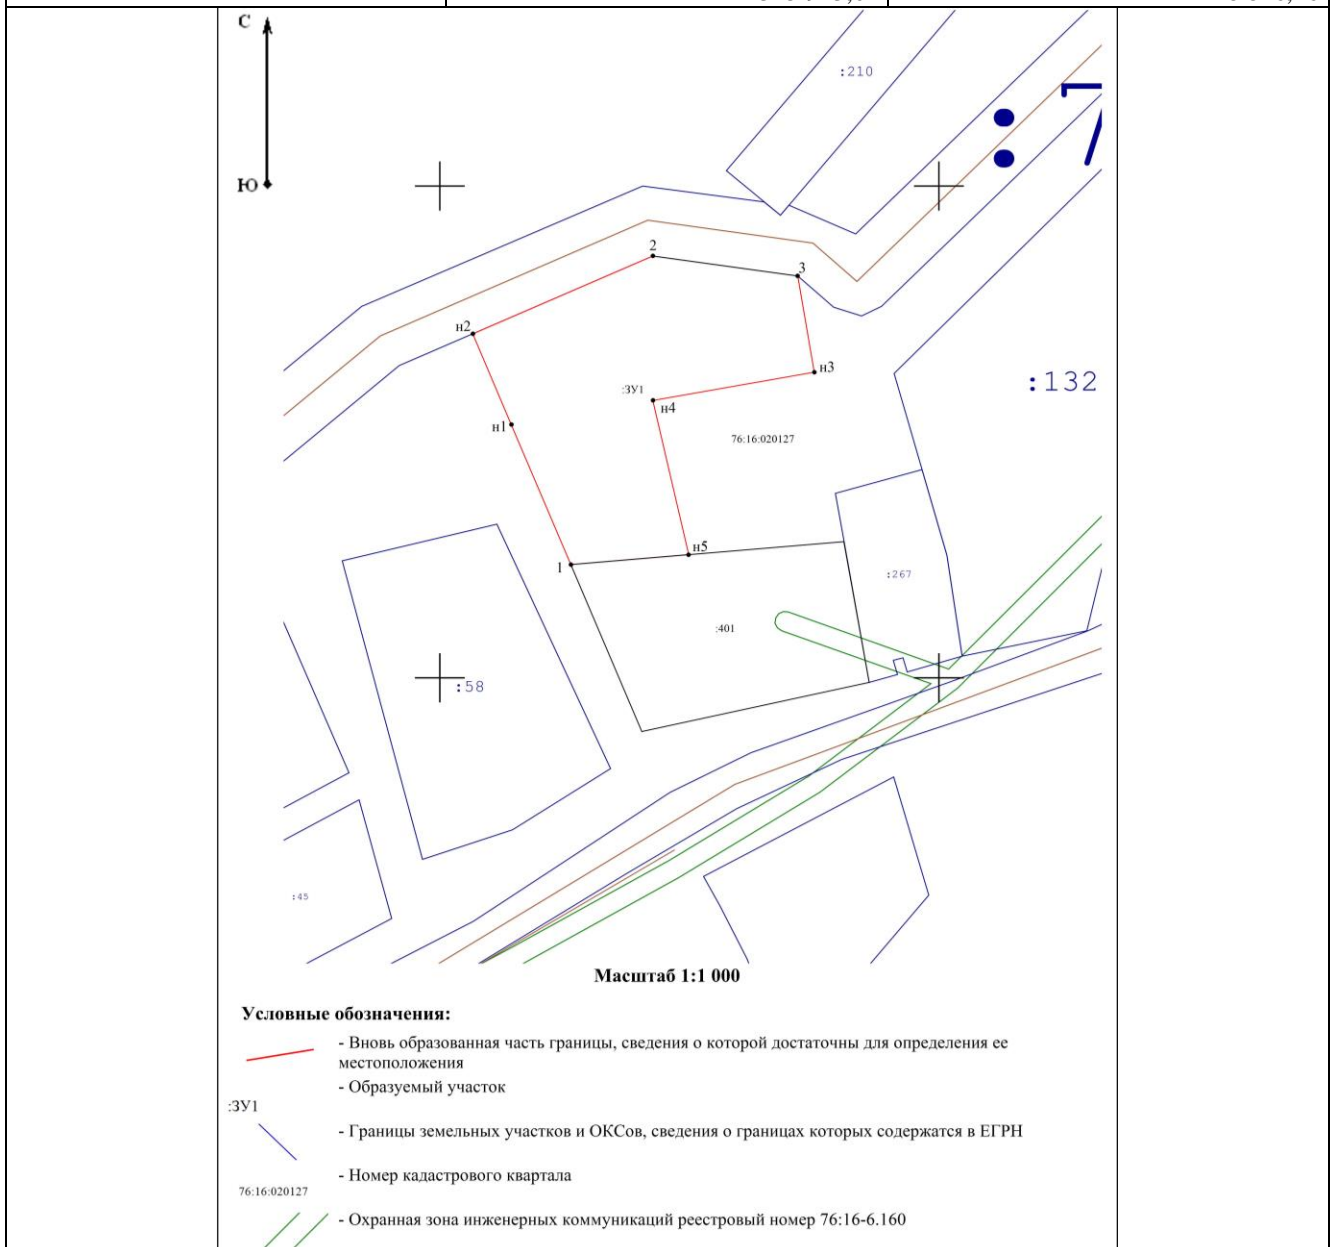 С
Ю
:210
2
3
н2
н3
:132
:ЗУ1
н4
н1
76:16:020127
н5
1
:267
:401
:58
:45
Масштаб 1:1 000
Условные обозначения:
- Вновь образованная часть границы, сведения о которой достаточны для определения ее
местоположения
- Образуемый участок
:ЗУ1
- Границы земельных участков и ОКСов, сведения о границах которых содержатся в ЕГРН
- Номер кадастрового квартала
76:16:020127
- Охранная зона инженерных коммуникаций реестровый номер 76:16-6.160